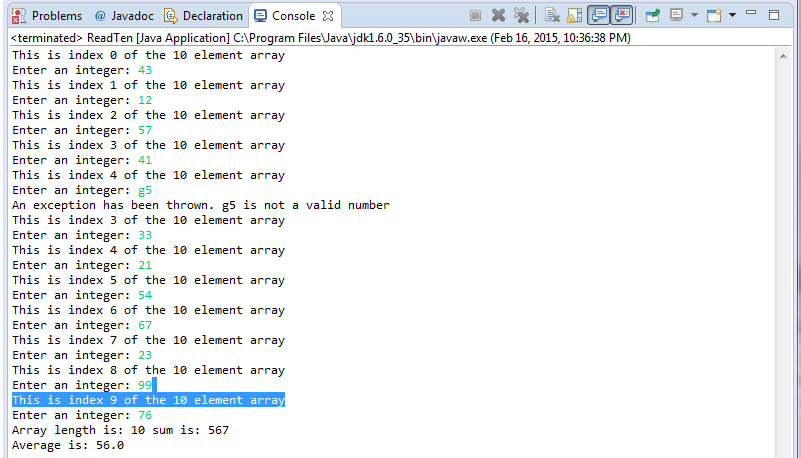 Problems @ Javadoc Declaration Console
<terminated> ReadTen [Java Application] C:\Program Files\Java\jdk1.6.0_35\bin\javaw.exe (Feb 16, 2015, 10:36:38 PM)
This is index 0 of the 10 element array
Enter an integer: 43
This is index 1 of the 10 element array
Enter an integer: 12
This is index 2 of the 10 element array
Enter an integer: 57
This is index 3 of the 10 element array
Enter an integer: 41
This is index 4 of the 10 element array
Enter an integer: g5
An exception has been thrown. g5 is not a valid number
This is index 3 of the 10 element array
Enter an integer: 33
This is index 4 of the 10 element array
Enter an integer: 21
This is index 5 of the 10 element array
Enter an integer: 54
This is index 6 of the 10 element array
Enter an integer: 67
This is index 7 of the 10 element array
Enter an integer: 23
This is index 8 of the 10 element array
Enter an integer: 99
This is index 9 of the 10 element array
Enter an integer: 76
Array length is: 10 sum is: 567
Average is: 56.0